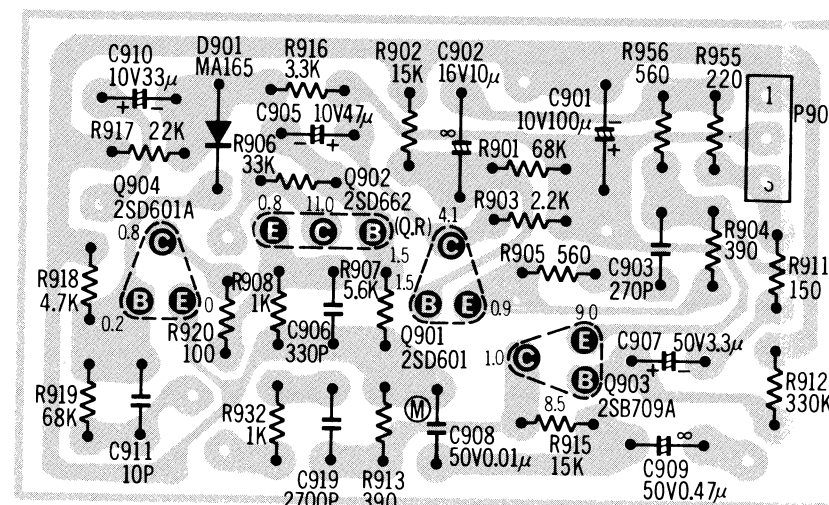 C910
10V33μ
D901
MA165
R916
3.3K
R902
15K
C902
16V10μ
R956
560
R955
220
C901
10V100μ
1
P90
3
C905 10V47μ
R917 22K
R906
33K
R901 68K
Q904
2SD601A
Q902
2SD662
(Q,R)
R903 2.2K
0.8
C
B
E
0.2
0
0.8
11.0
E
C
B
1.5
4.1
1.5
C
B
E
0.9
R905 560
C903
270P
R904
390
R911
150
R918
4.7K
R920
100
R908
1K
C906
330P
R907
5.6K
Q901
2SD601
1.0
9.0
C
E
B
8.5
Q903
2SB709A
C907 50V3.3μ
R912
330K
R919
68K
C911
10P
R932
1K
C919
2700P
R913
390
M
C908
50V0.01μ
R915
15K
C909
50V0.47μ